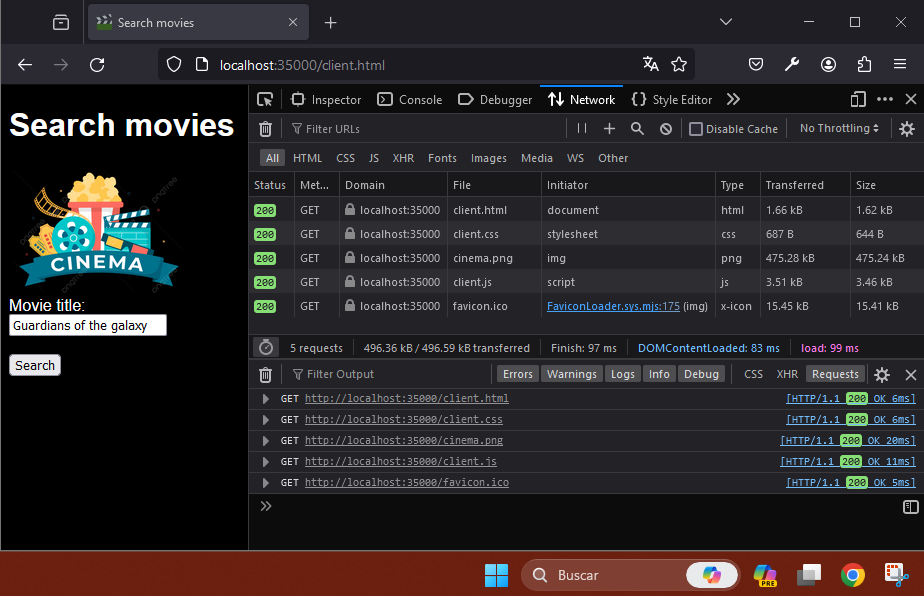 Search movies
localhost:35000/client.html
Search movies
CINEMA
Movie title:
Guardians of the galaxy
Search
Inspector Console Debugger Network Style Editor
Filter URLs Disable Cache No Throttling
All HTML CSS JS XHR Fonts Images Media WS Other
Status Met... Domain File Initiator Type Transferred Size
200 GET localhost:35000 client.html document html 1.66 kB 1.62 kB
200 GET localhost:35000 client.css stylesheet css 687 B 644 B
200 GET localhost:35000 cinema.png img png 475.28 kB 475.24 kB
200 GET localhost:35000 client.js script js 3.51 kB 3.46 kB
200 GET localhost:35000 favicon.ico FaviconLoader.sys.mjs:175 (img) x-icon 15.45 kB 15.41 kB
5 requests 496.36 kB / 496.59 kB transferred Finish: 97 ms DOMContentLoaded: 83 ms load: 99 ms
Filter Output Errors Warnings Logs Info Debug CSS XHR Requests
GET http://localhost:35000/client.html [HTTP/1.1 200 OK 6ms]
GET http://localhost:35000/client.css [HTTP/1.1 200 OK 6ms]
GET http://localhost:35000/cinema.png [HTTP/1.1 200 OK 20ms]
GET http://localhost:35000/client.js [HTTP/1.1 200 OK 11ms]
GET http://localhost:35000/favicon.ico [HTTP/1.1 200 OK 5ms]
Buscar
PRE